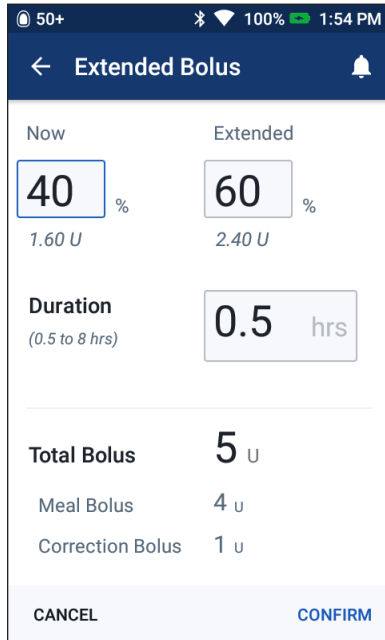 50+ 100% 1:54 PM
Extended Bolus
Now Extended
40 % 60 %
1.60 U 2.40 U
Duration 0.5 hrs
(0.5 to 8 hrs)
Total Bolus 5 U
Meal Bolus 4 U
Correction Bolus 1 U
CANCEL CONFIRM